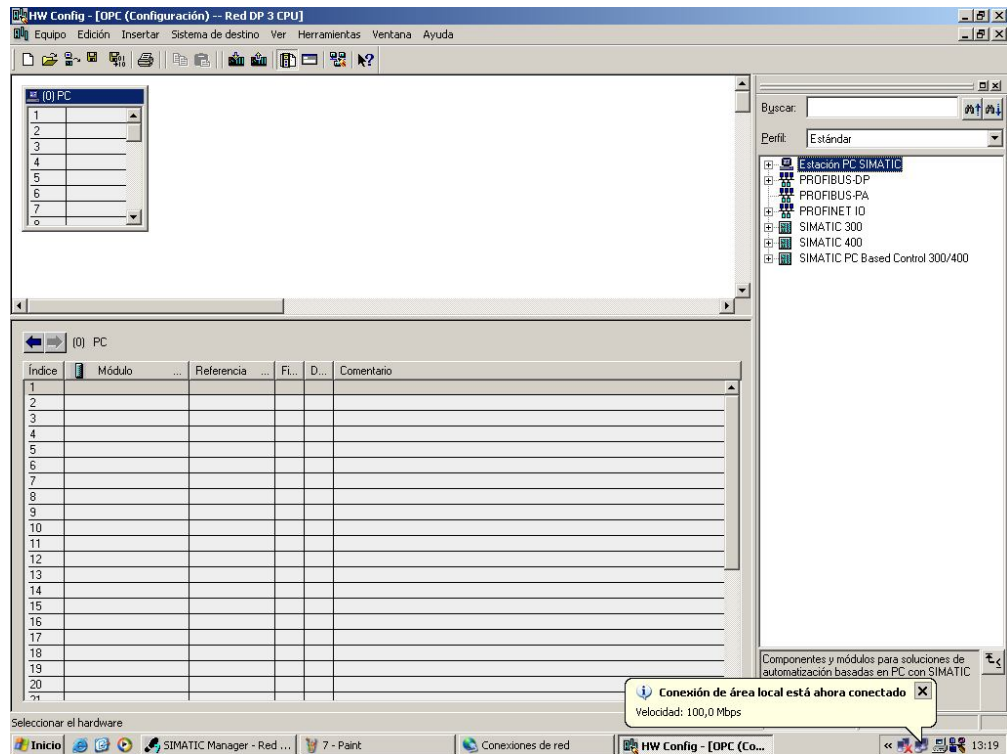 HW Config - [OPC (Configuración) -- Red DP 3 CPU]
Equipo Edición Insertar Sistema de destino Ver Herramientas Ventana Ayuda
(0) PC
1
2
3
4
5
6
7
Buscar:
Perfil: Estándar
Estación PC SIMATIC
PROFIBUS-DP
PROFIBUS-PA
PROFINET IO
SIMATIC 300
SIMATIC 400
SIMATIC PC Based Control 300/400
(0) PC
Índice Módulo ... Referencia ... Fi... D... Comentario
1
2
3
4
5
6
7
8
9
10
11
12
13
14
15
16
17
18
19
20
21
Componentes y módulos para soluciones de
automatización basadas en PC con SIMATIC
Conexión de área local está ahora conectado
Velocidad: 100,0 Mbps
Seleccionar el hardware
Inicio SIMATIC Manager - Red ... 7 - Paint Conexiones de red HW Config - [OPC (Co... « 13:19